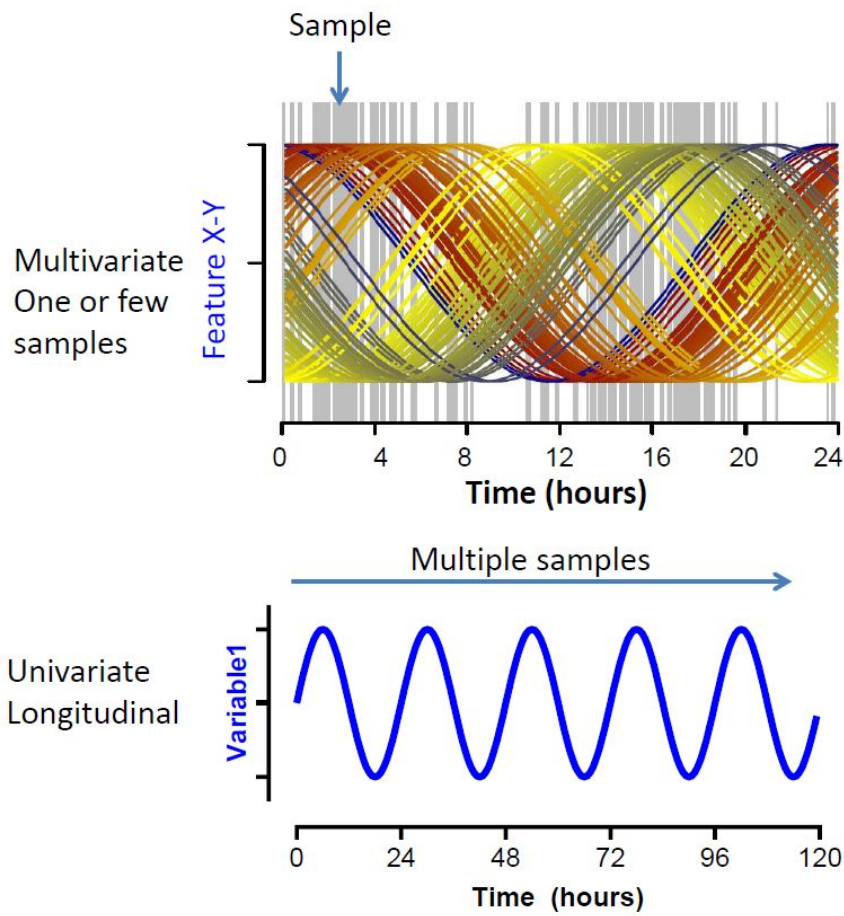 Sample
Multivariate
One or few
samples
Feature X-Y
0 4 8 12 16 20 24
Time (hours)
Multiple samples
Univariate
Longitudinal
Variable1
0 24 48 72 96 120
Time (hours)